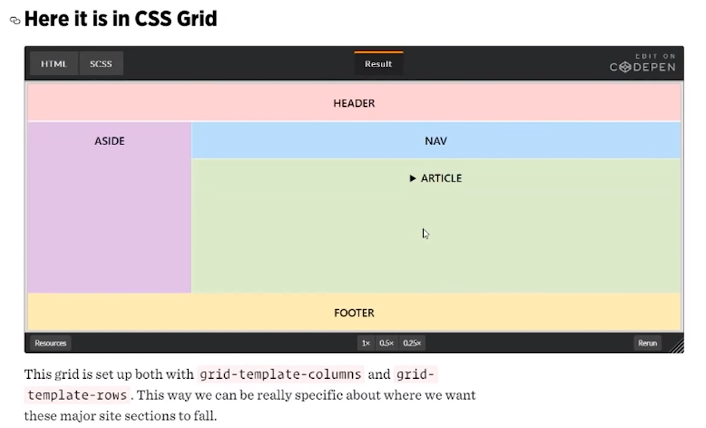 Here it is in CSS Grid
HTML SCSS Result EDIT ON
CODEPEN
HEADER
ASIDE NAV
▶ ARTICLE
FOOTER
Resources 1× 0.5× 0.25× Rerun
This grid is set up both with grid-template-columns and grid-
template-rows. This way we can be really specific about where we want
these major site sections to fall.